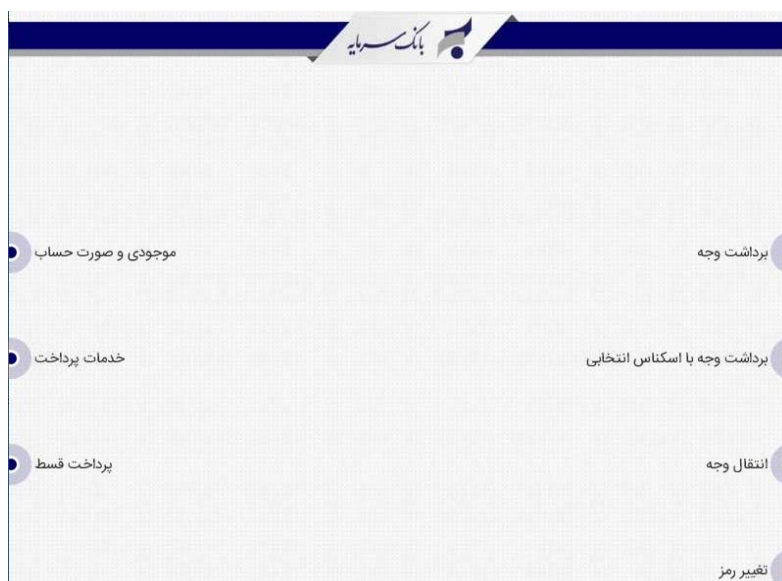 بانک سرمایه
برداشت وجه
موجودی و صورت حساب
برداشت وجه با اسکناس انتخابی
خدمات پرداخت
انتقال وجه
پرداخت قسط
تغییر رمز